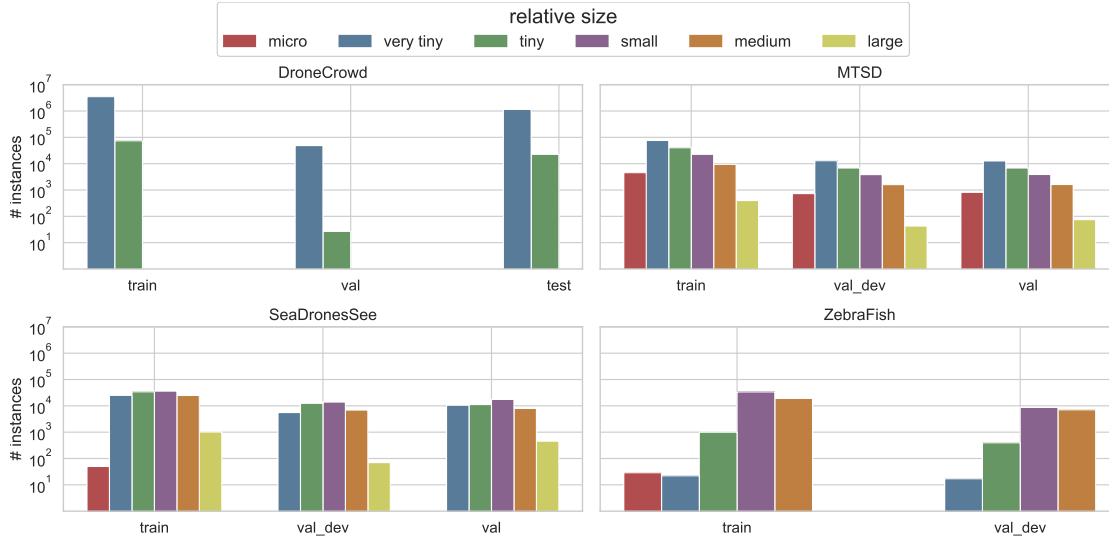 relative size
micro very tiny tiny small medium large
DroneCrowd
# instances
10^7
10^6
10^5
10^4
10^3
10^2
10^1
train val test
MTSD
train val_dev val
SeaDronesSee
# instances
10^7
10^6
10^5
10^4
10^3
10^2
10^1
train val_dev val
ZebraFish
train val_dev